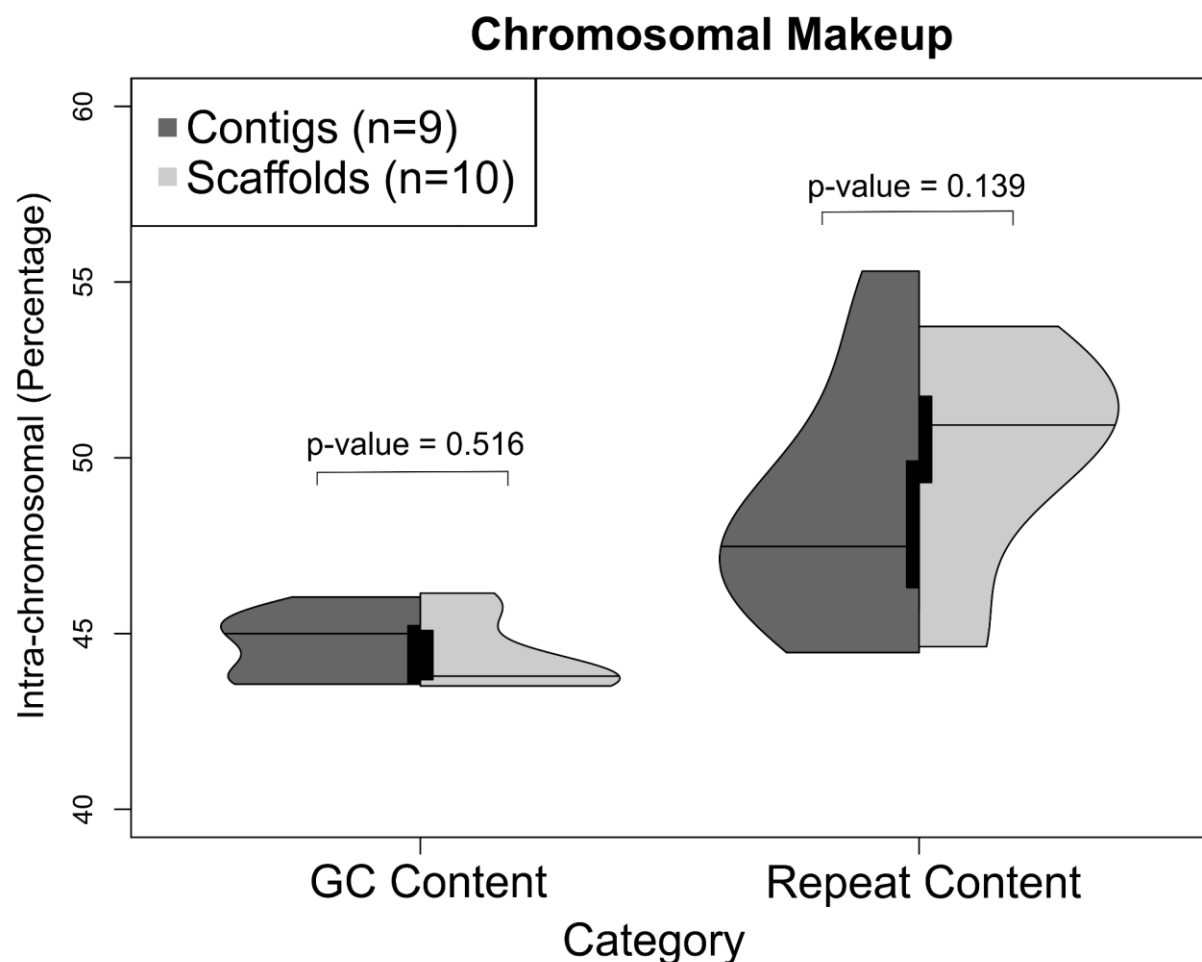 Chromosomal Makeup
Contigs (n=9)
Scaffolds (n=10)
p-value = 0.139
p-value = 0.516
Intra-chromosomal (Percentage)
60
55
50
45
40
GC Content
Repeat Content
Category